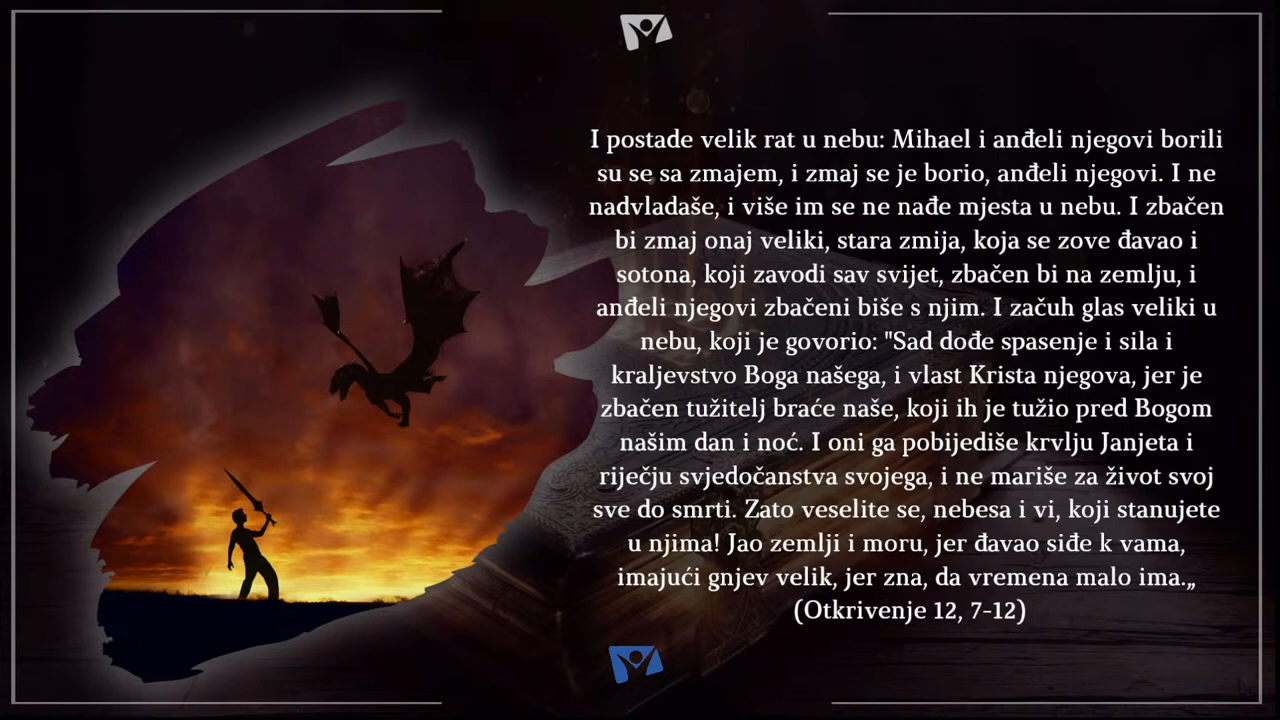 I postade velik rat u nebu: Mihael i anđeli njegovi borili
su se sa zmajem, i zmaj se je borio, anđeli njegovi. I ne
nadvladaše, i više im se ne nađe mjesta u nebu. I zbačen
bi zmaj onaj veliki, stara zmija, koja se zove đavao i
sotona, koji zavodi sav svijet, zbačen bi na zemlju, i
anđeli njegovi zbačeni biše s njim. I začuh glas veliki u
nebu, koji je govorio: "Sad dođe spasenje i sila i
kraljevstvo Boga našega, i vlast Krista njegova, jer je
zbačen tužitelj braće naše, koji ih je tužio pred Bogom
našim dan i noć. I oni ga pobijediše krvlju Janjeta i
riječju svjedočanstva svojega, i ne mariše za život svoj
sve do smrti. Zato veselite se, nebesa i vi, koji stanujete
u njima! Jao zemlji i moru, jer đavao siđe k vama,
imajući gnjev velik, jer zna, da vremena malo ima.„
(Otkrivenje 12, 7-12)